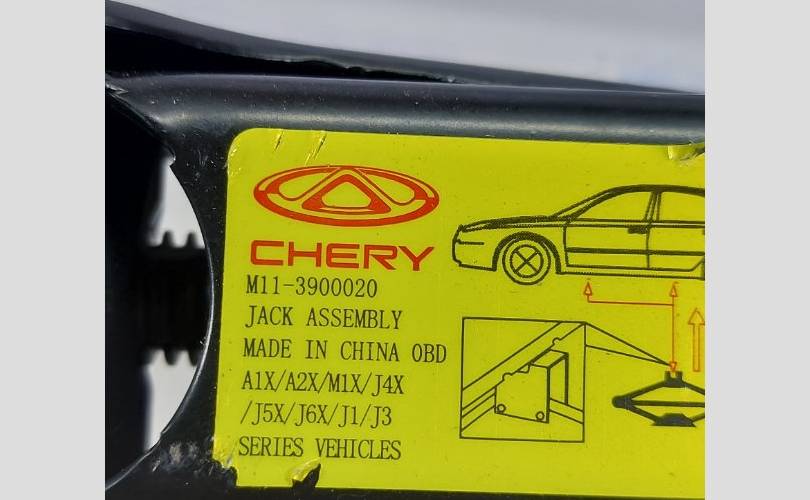 CHERY
M11-3900020
JACK ASSEMBLY
MADE IN CHINA OBD
A1X/A2X/M1X/J4X
/J5X/J6X/J1/J3
SERIES VEHICLES